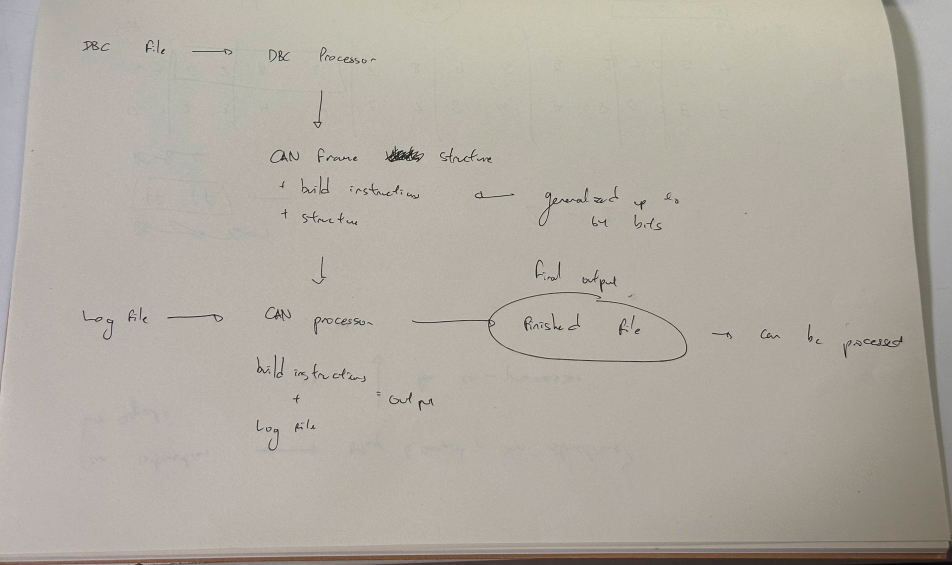 DBC file → DBC Processor
CAN Frame structure
+ build instructions ← generalized up to
64 bits
+ structure
final output
Log file → CAN processor → finished file → can be processed
build instructions
+ = output
Log file